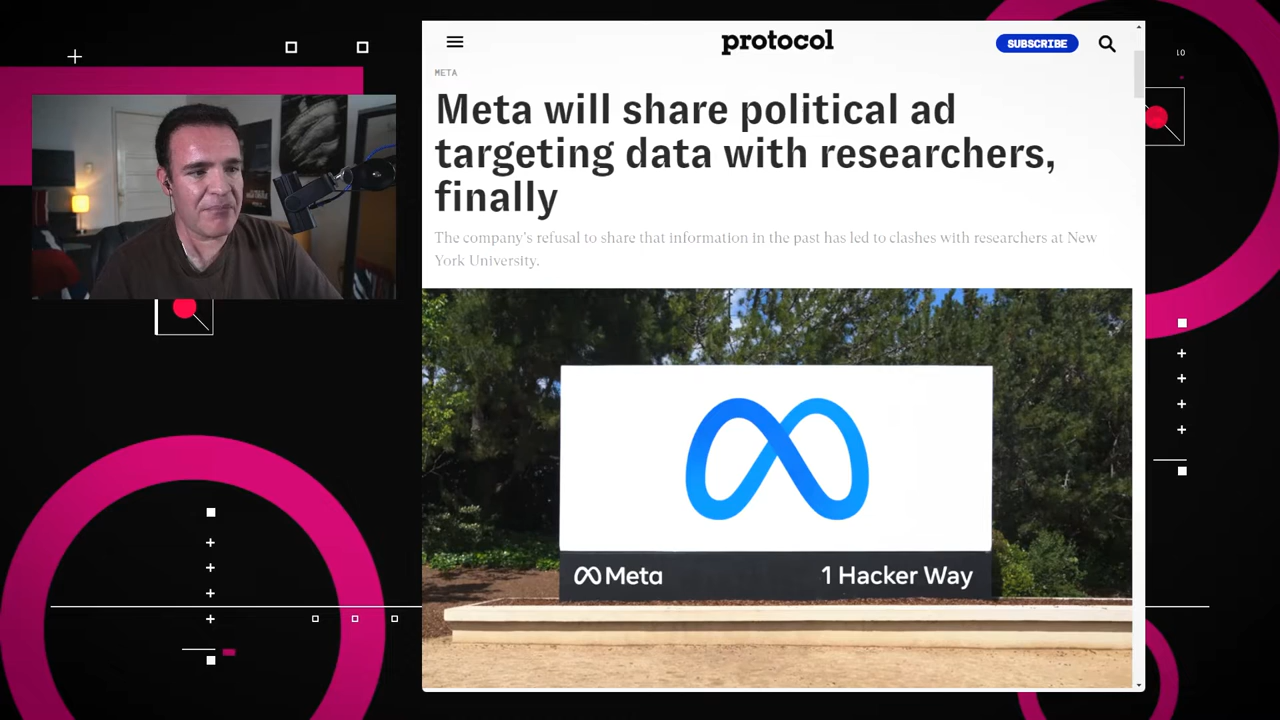 protocol
SUBSCRIBE
META
Meta will share political ad
targeting data with researchers,
finally
The company's refusal to share that information in the past has led to clashes with researchers at New
York University.
Meta
1 Hacker Way